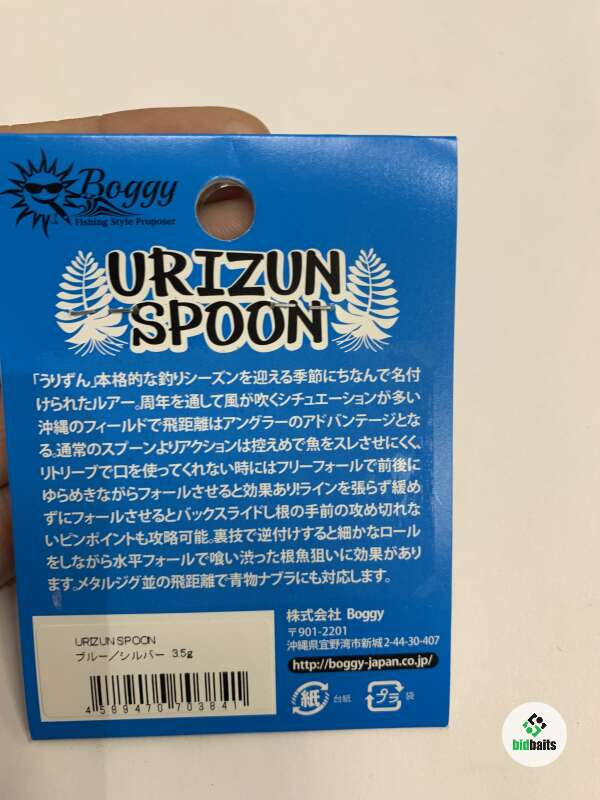 Boggy
Fishing Style Proposer
URIZUN
SPOON
「うりずん」本格的な釣りシーズンを迎える季節にちなんで名付
けられたルアー。周年を通して風が吹くシチュエーションが多い
沖縄のフィールドで飛距離はアングラーのアドバンテージとな
る。通常のスプーンよりアクションは控えめで魚をスレさせにくく、
リトリーブで口を使ってくれない時にはフリーフォールで前後に
ゆらめきながらフォールさせると効果あり!ラインを張らず緩め
ずにフォールさせるとバックスライドし根の手前の攻め切れな
いピンポイントも攻略可能。裏技で逆付けすると細かなロール
をしながら水平フォールで喰い渋った根魚狙いに効果があり
ます。メタルジグ並の飛距離で青物ナブラにも対応します。
株式会社 Boggy
〒901-2201
沖縄県宜野湾市新城2-44-30-407
http://boggy-japan.co.jp/
紙 台紙 プラ 袋
URIZUN SPOON
ブルー/シルバー 3.5g
4 589470 703841
bidbaits